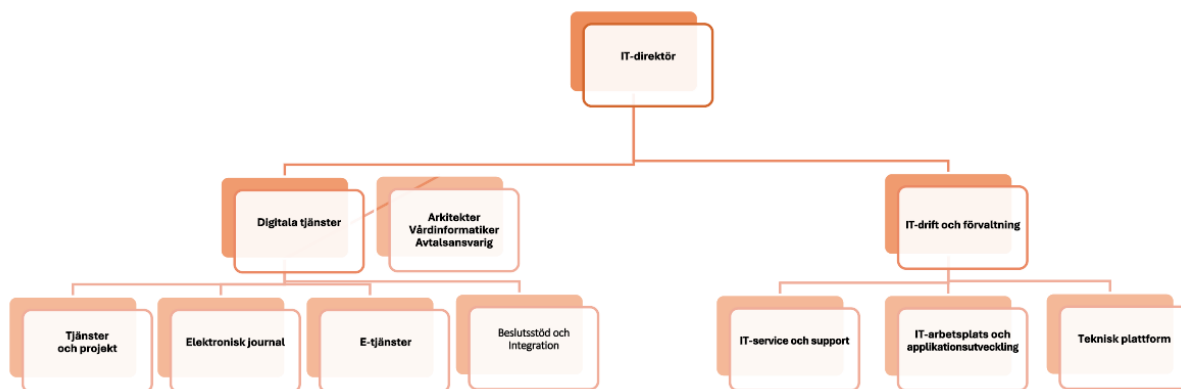 IT-direktör
Digitala tjänster
Arkitekter
Vårdinformatiker
Avtalsansvarig
IT-drift och förvaltning
Tjänster
och projekt
Elektronisk journal
E-tjänster
Beslutsstöd och
Integration
IT-service och support
IT-arbetsplats och
applikationsutveckling
Teknisk plattform